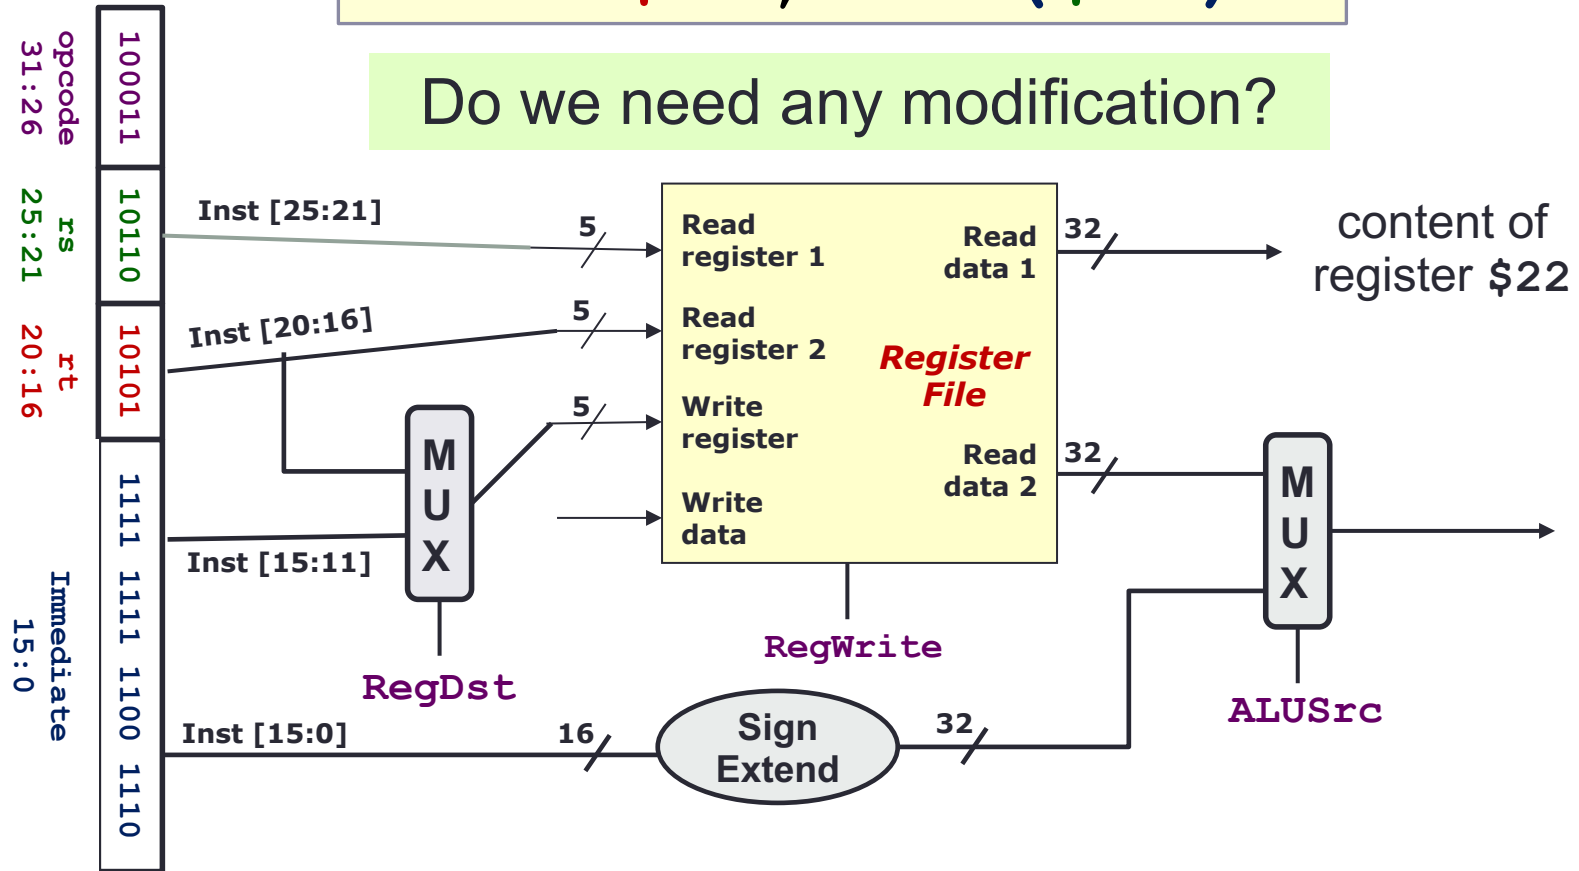 Do we need any modification?
opcode
31:26
100011
rs
25:21
10110
rt
20:16
10101
Immediate
15:0
1111 1111 1100 1110
Inst [25:21]
5
Inst [20:16]
5
5
Inst [15:11]
M
U
X
RegDst
Read
register 1
Read
register 2
Write
register
Write
data
Read
data 1
Register
File
Read
data 2
RegWrite
32
content of
register $22
32
M
U
X
ALUSrc
Inst [15:0]
16
Sign
Extend
32